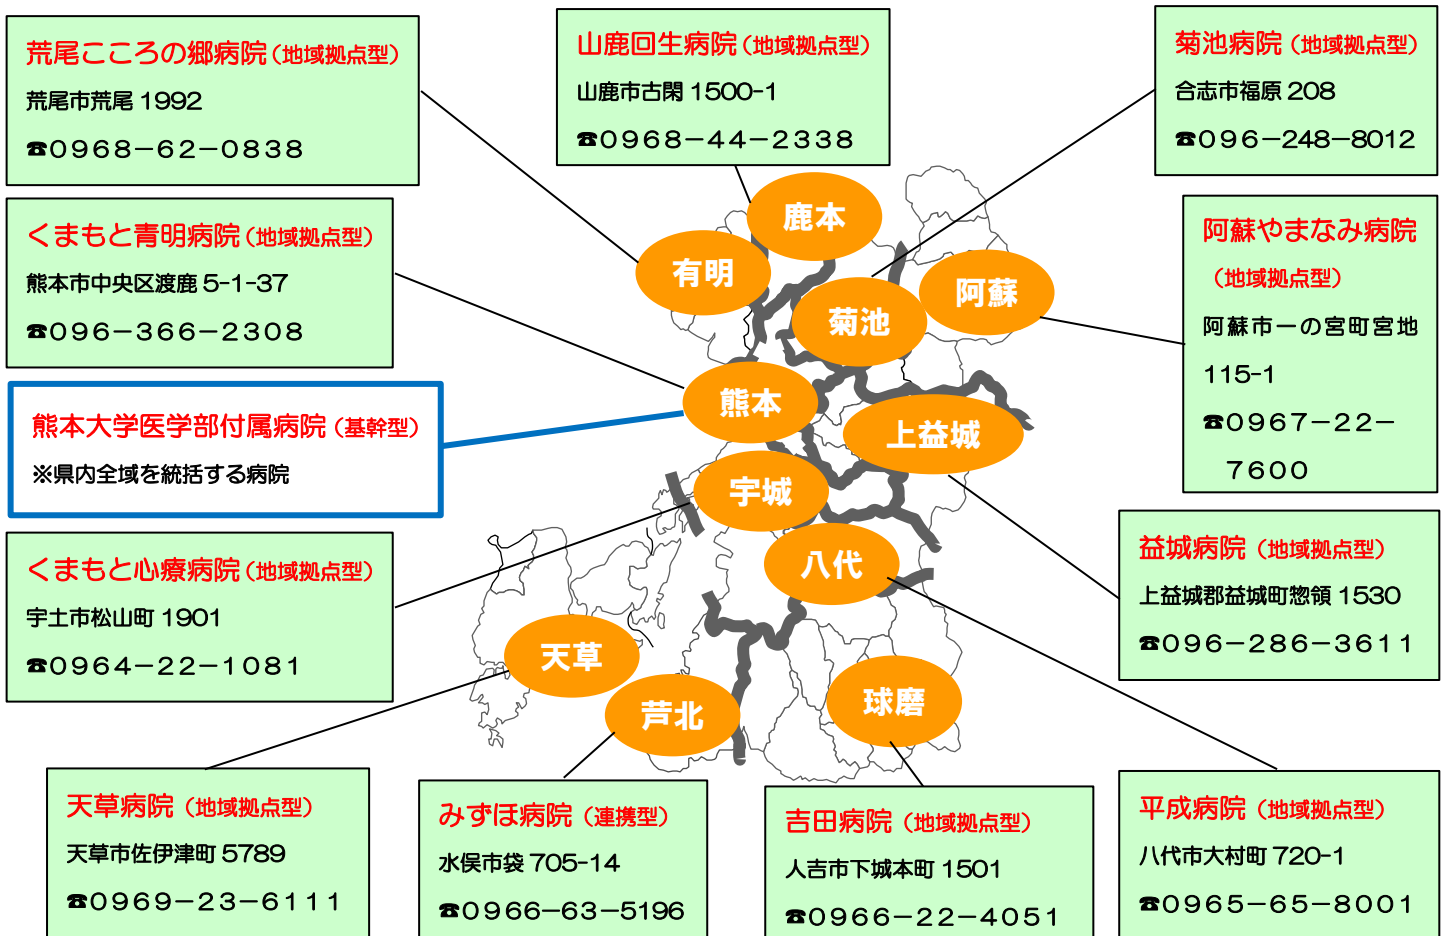 荒尾こころの郷病院（地域拠点型）
荒尾市荒尾 1992
☎0968－62－0838
山鹿回生病院（地域拠点型）
山鹿市古閑 1500-1
☎0968－44－2338
菊池病院（地域拠点型）
合志市福原 208
☎096－248－8012
くまもと青明病院（地域拠点型）
熊本市中央区渡鹿 5-1-37
☎096－366－2308
阿蘇やまなみ病院
（地域拠点型）
阿蘇市一の宮町宮地
115-1
☎0967－22－
7600
熊本大学医学部付属病院（基幹型）
※県内全域を統括する病院
くまもと心療病院（地域拠点型）
宇土市松山町 1901
☎0964－22－1081
益城病院（地域拠点型）
上益城郡益城町惣領 1530
☎096－286－3611
天草病院（地域拠点型）
天草市佐伊津町 5789
☎0969－23－6111
みずほ病院（連携型）
水俣市袋 705-14
☎0966－63－5196
吉田病院（地域拠点型）
人吉市下城本町 1501
☎0966－22－4051
平成病院（地域拠点型）
八代市大村町 720-1
☎0965－65－8001
鹿本
有明
菊池
阿蘇
熊本
上益城
宇城
八代
天草
芦北
球磨